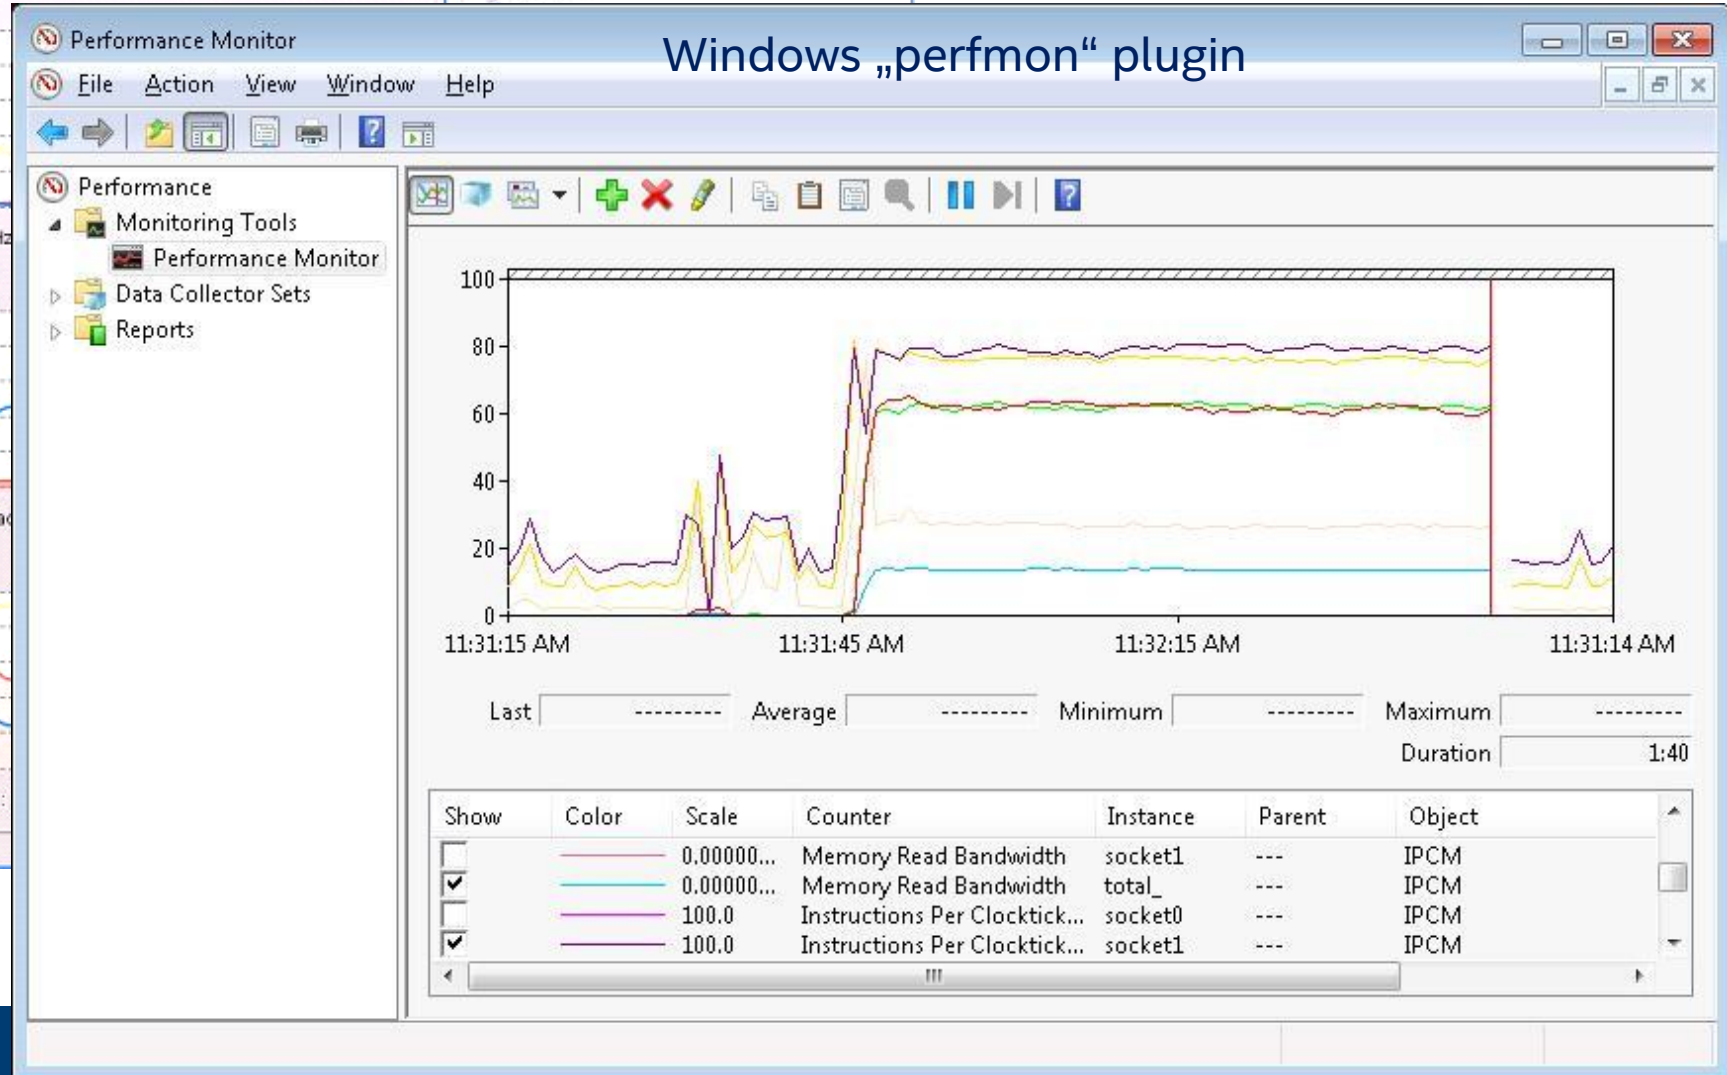 Performance Monitor
Windows „perfmon“ plugin
File Action View Window Help
Performance
Monitoring Tools
Performance Monitor
Data Collector Sets
Reports
100
80
60
40
20
0
11:31:15 AM 11:31:45 AM 11:32:15 AM 11:31:14 AM
Last --------- Average --------- Minimum --------- Maximum ---------
Duration 1:40
Show Color Scale Counter Instance Parent Object
0.00000... Memory Read Bandwidth socket1 --- IPCM
0.00000... Memory Read Bandwidth total_ --- IPCM
100.0 Instructions Per Clocktick... socket0 --- IPCM
100.0 Instructions Per Clocktick... socket1 --- IPCM